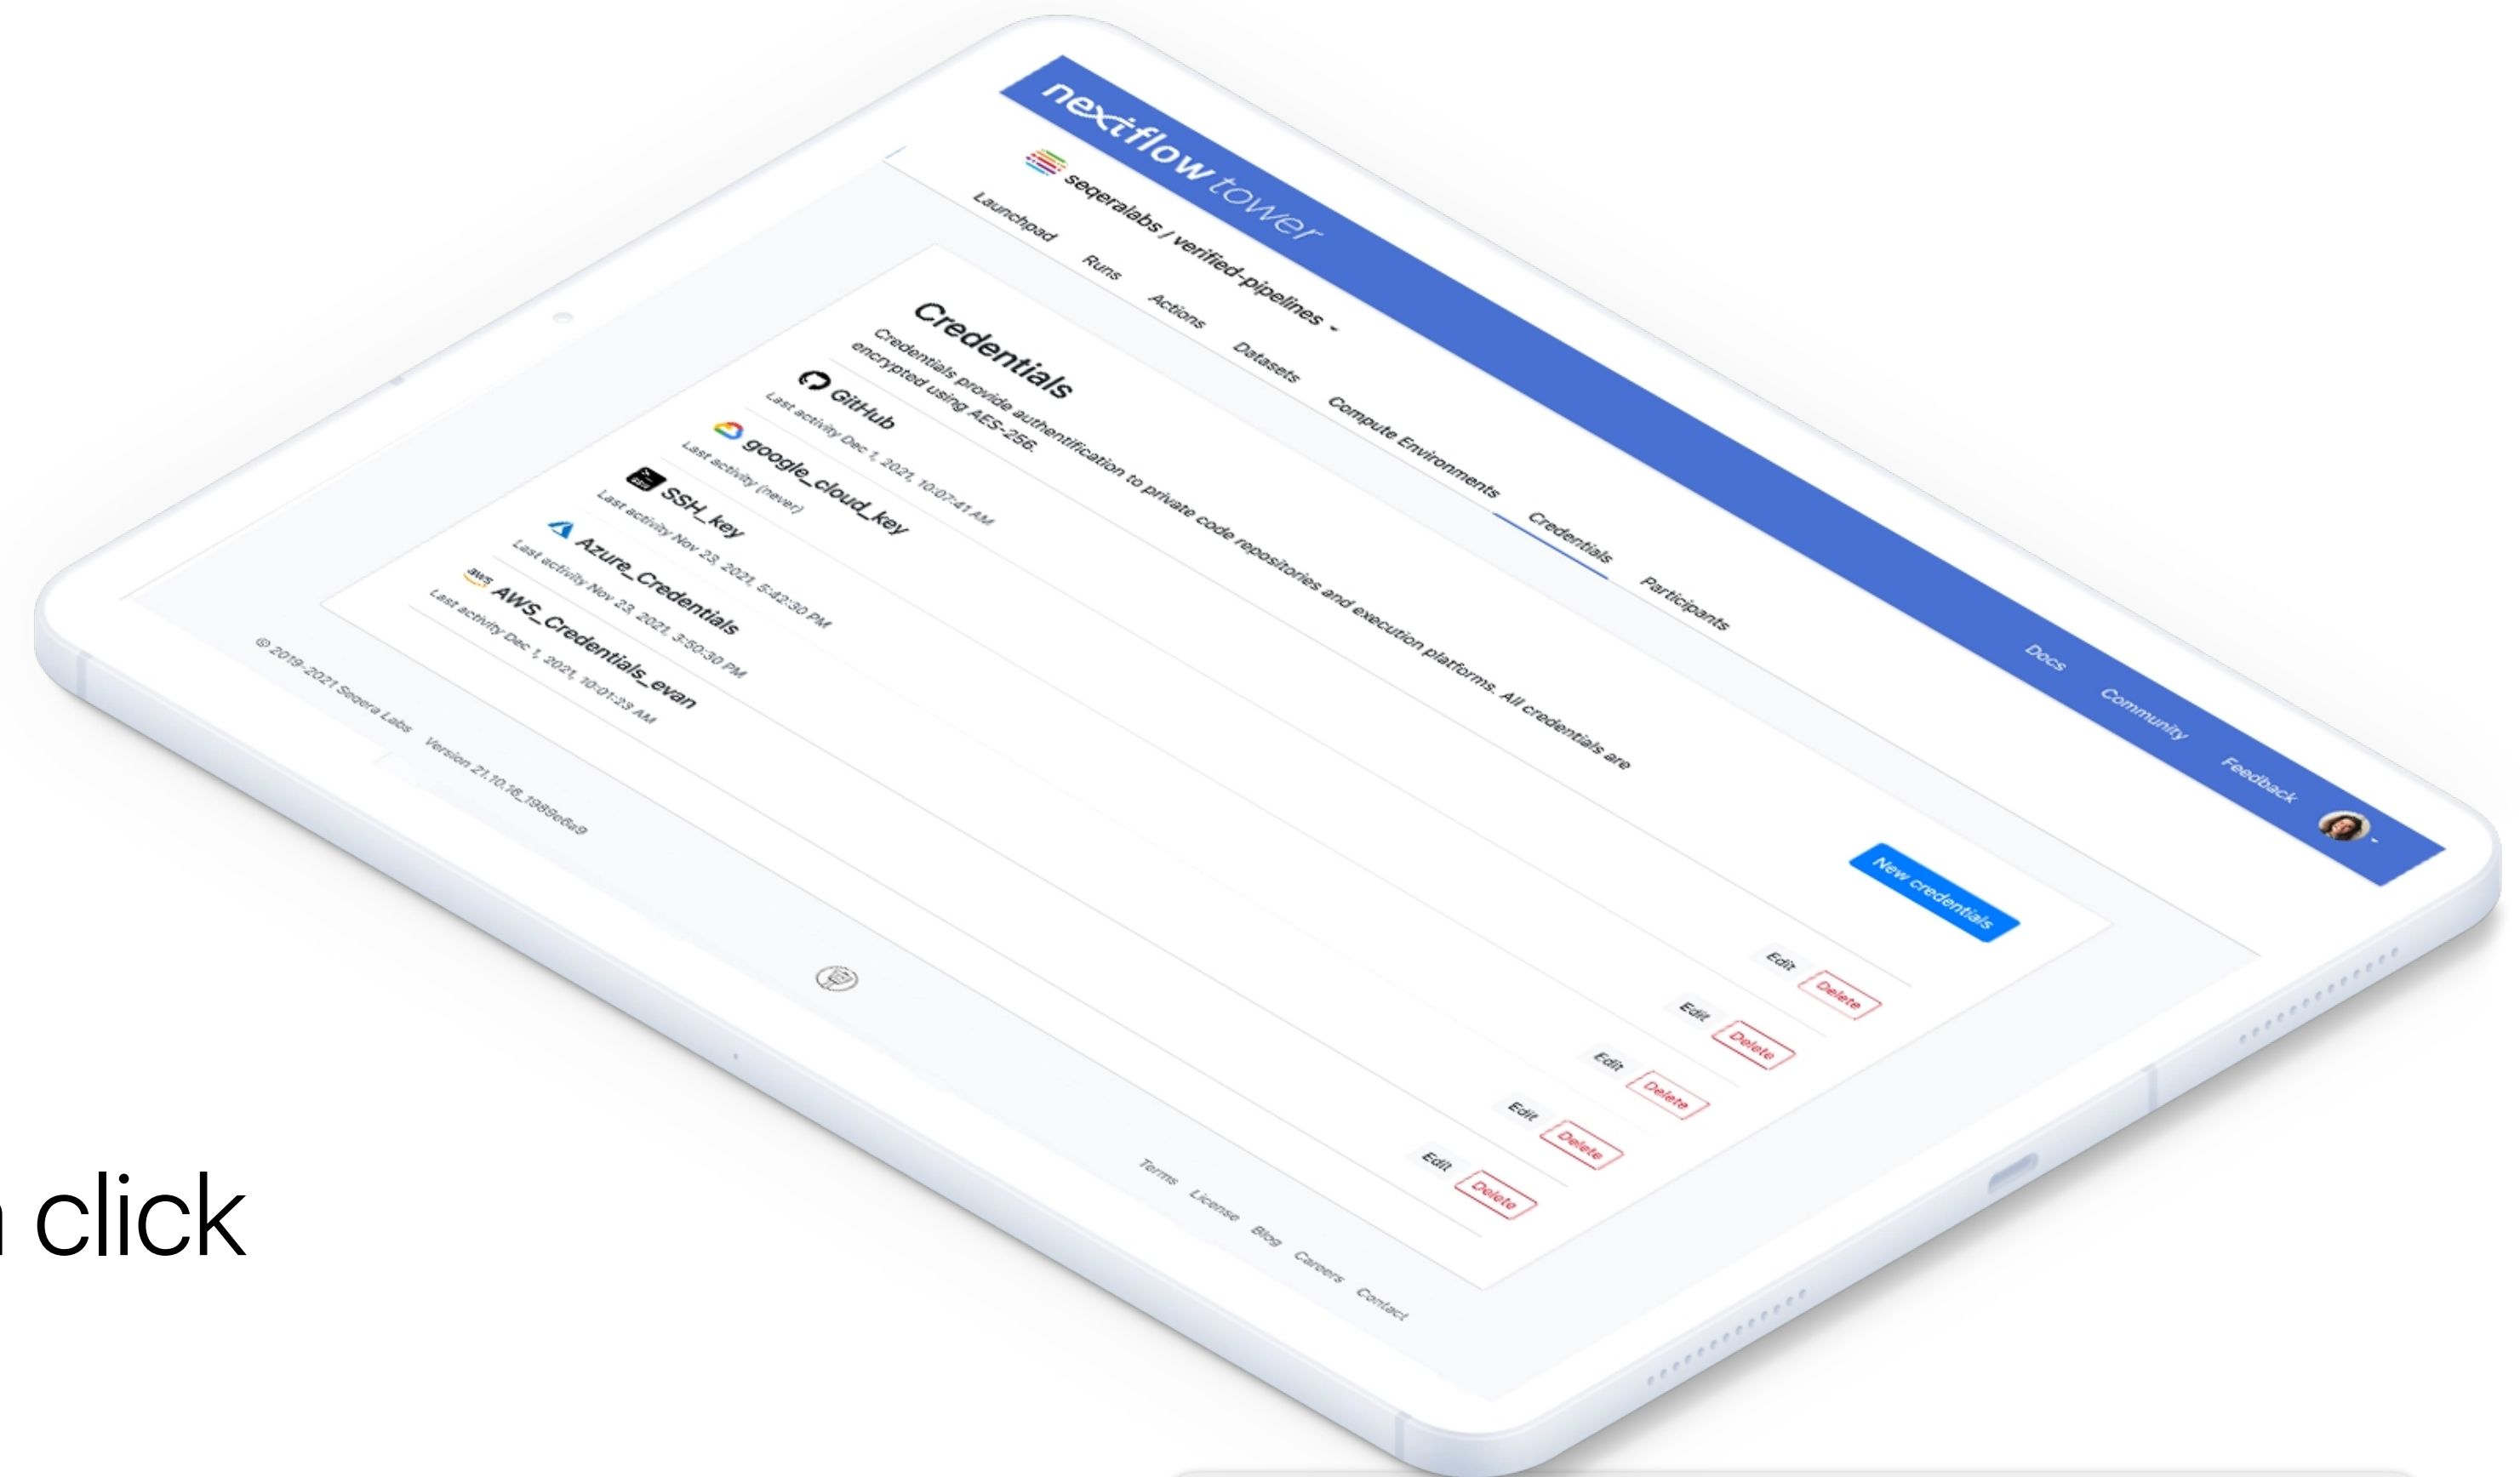 nextflow tower
Docs Community Feedback
seqeralabs / verified-pipelines
Launchpad Runs Actions Datasets Compute Environments Credentials Participants
Credentials
New credentials
Credentials provide authentification to private code repositories and execution platforms. All credentials are
encrypted using AES-256.
GitHub
Last activity Dec 1, 2021, 10:07:41 AM
Edit Delete
google_cloud_key
Last activity (never)
Edit Delete
SSH_key
Last activity Nov 23, 2021, 5:42:30 PM
Edit Delete
Azure_Credentials
Last activity Nov 23, 2021, 3:50:30 PM
Edit Delete
aws AWS_Credentials_evan
Last activity Dec 1, 2021, 10:01:23 AM
Edit Delete
© 2019-2021 Seqera Labs Version 21.10.16_1989e6a9
Terms License Blog Careers Contact
click